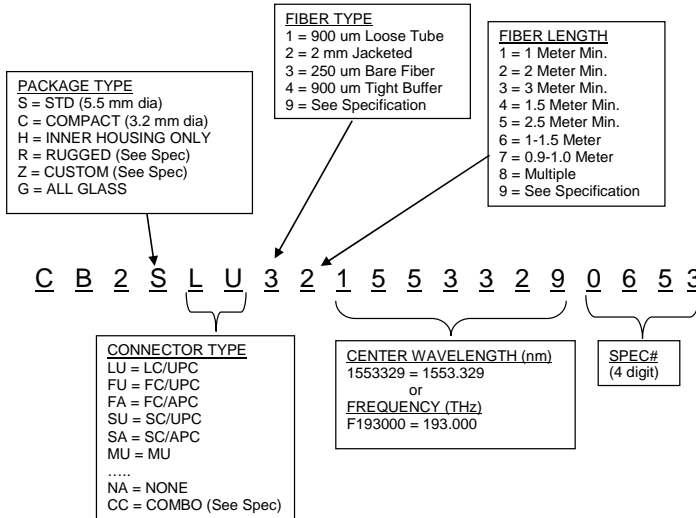 FIBER TYPE
1 = 900 um Loose Tube
2 = 2 mm Jacketed
3 = 250 um Bare Fiber
4 = 900 um Tight Buffer
9 = See Specification
FIBER LENGTH
1 = 1 Meter Min.
2 = 2 Meter Min.
3 = 3 Meter Min.
4 = 1.5 Meter Min.
5 = 2.5 Meter Min.
6 = 1-1.5 Meter
7 = 0.9-1.0 Meter
8 = Multiple
9 = See Specification
PACKAGE TYPE
S = STD (5.5 mm dia)
C = COMPACT (3.2 mm dia)
H = INNER HOUSING ONLY
R = RUGGED (See Spec)
Z = CUSTOM (See Spec)
G = ALL GLASS
C B 2 S L U 3 2 1 5 5 3 3 2 9 0 6 5 3
CONNECTOR TYPE
LU = LC/UPC
FU = FC/UPC
FA = FC/APC
SU = SC/UPC
SA = SC/APC
MU = MU
.....
NA = NONE
CC = COMBO (See Spec)
CENTER WAVELENGTH (nm)
1553329 = 1553.329
or
FREQUENCY (THz)
F193000 = 193.000
SPEC#
(4 digit)